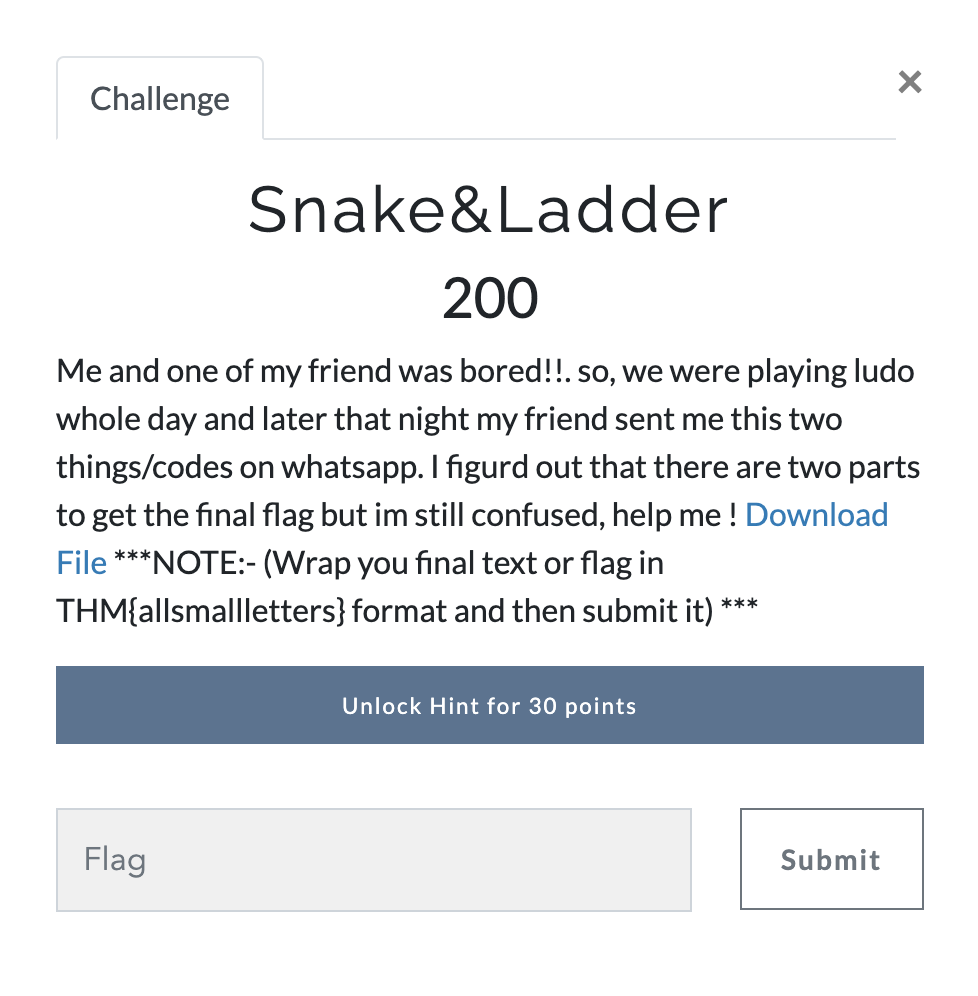 Challenge
×
Snake&Ladder
200
Me and one of my friend was bored!!. so, we were playing ludo
whole day and later that night my friend sent me this two
things/codes on whatsapp. I figurd out that there are two parts
to get the final flag but im still confused, help me ! Download
File ***NOTE:- (Wrap you final text or flag in
THM{allsmallletters} format and then submit it) ***
Unlock Hint for 30 points
Flag
Submit